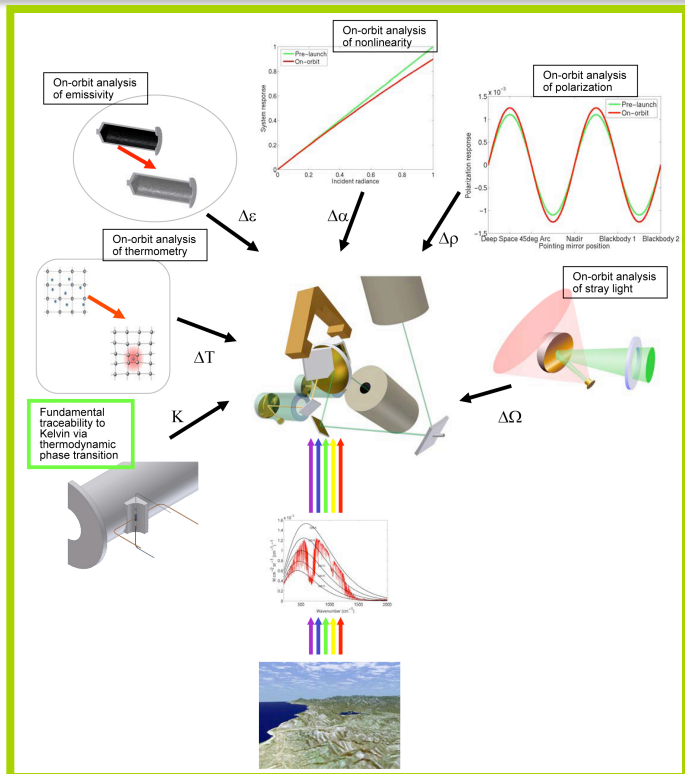 On-orbit analysis
of nonlinearity
On-orbit analysis
of emissivity
On-orbit analysis
of polarization
Pre-launch
On-orbit
System response
1
0.8
0.6
0.4
0.2
0
0 0.2 0.4 0.6 0.8 1
Incident radiance
x 10⁻³
Pre-launch
On-orbit
Polarization response
1.5
1
0.5
0
-0.5
-1
-1.5
Deep Space 45deg Arc Nadir Blackbody 1 Blackbody 2
Pointing mirror position
Δε
Δα
Δρ
On-orbit analysis
of thermometry
On-orbit analysis
of stray light
ΔT
K
ΔΩ
Fundamental
traceability to
Kelvin via
thermodynamic
phase transition
500 1000 1500 2000
Wavenumber (cm⁻¹)